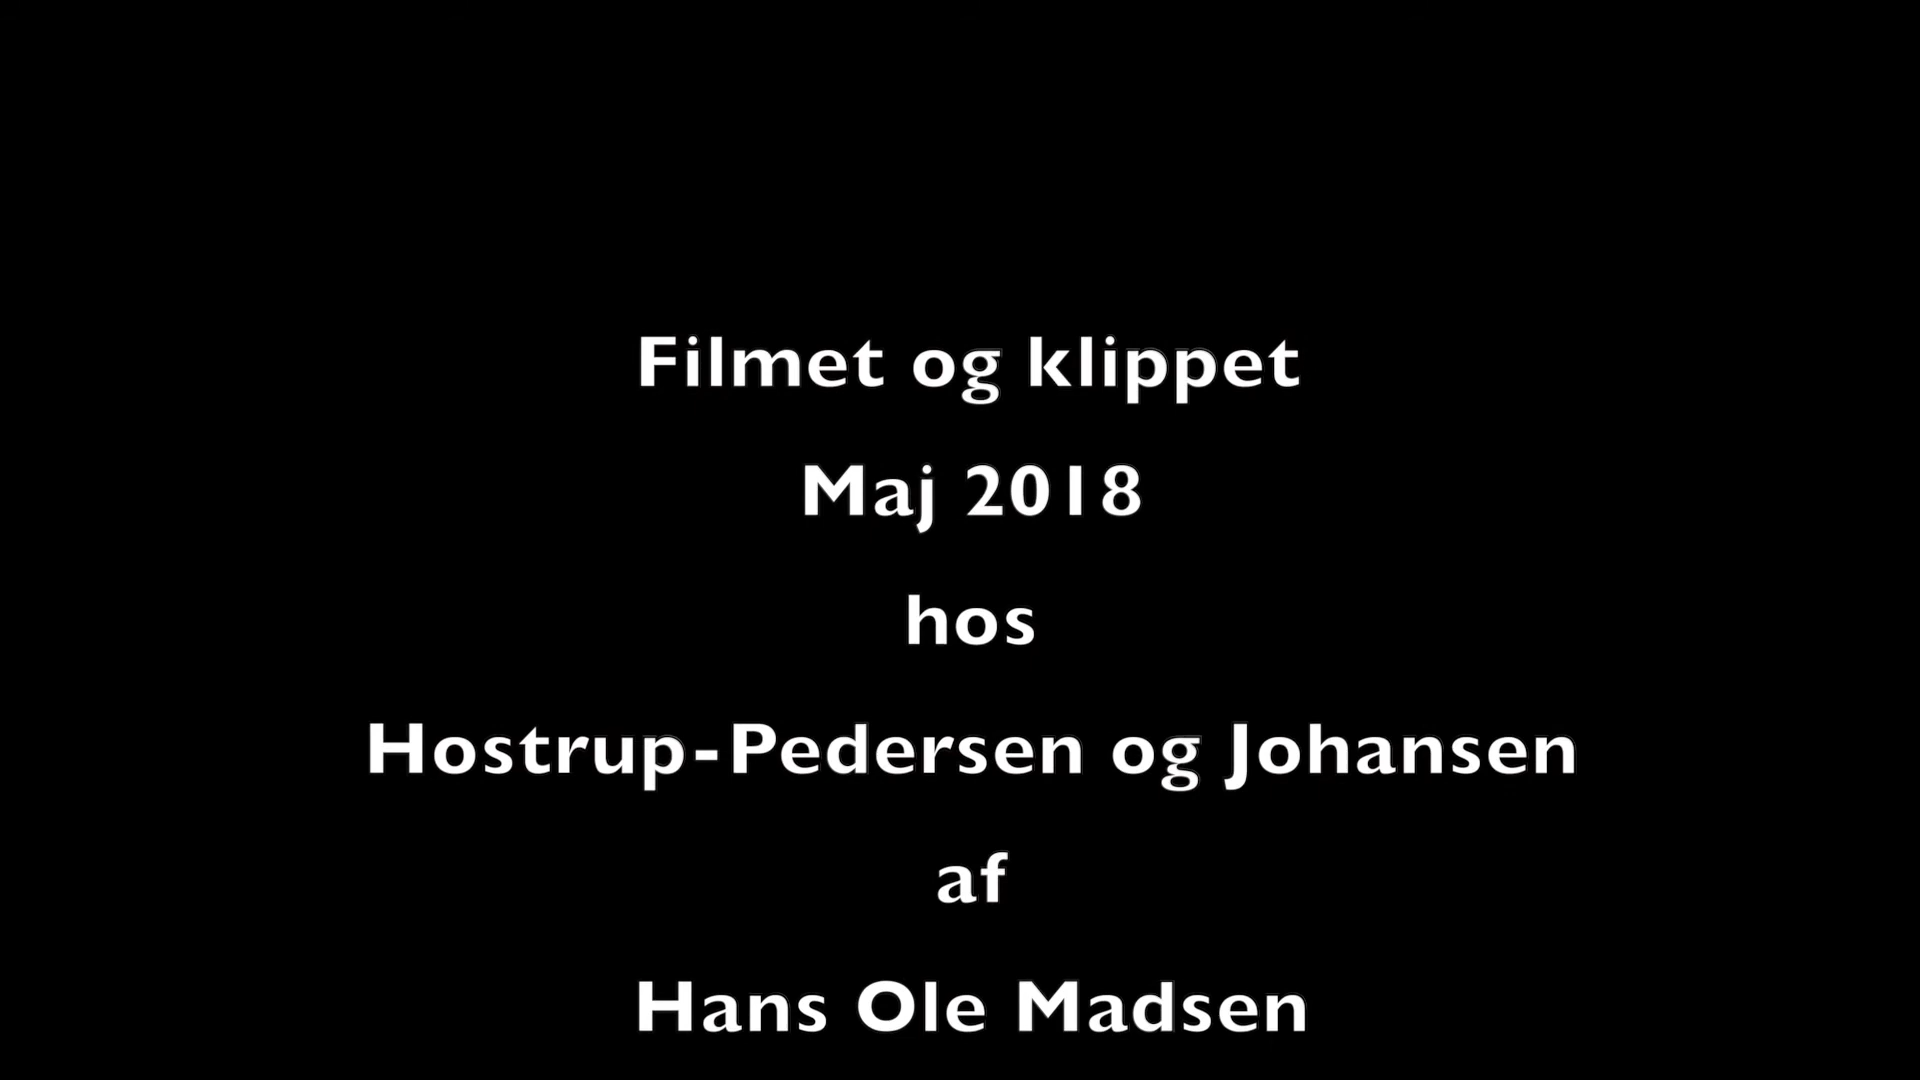 Filmet og klippet
Maj 2018
hos
Hostrup-Pedersen og Johansen
af
Hans Ole Madsen